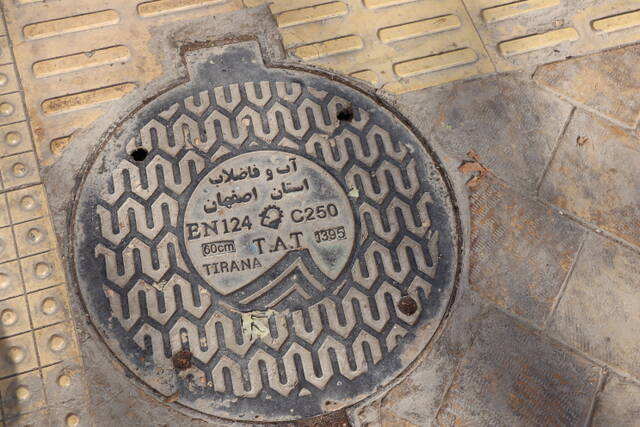 آب و فاضلاب
استان اصفهان
EN124 C250
60cm T.A.T 1395
TIRANA